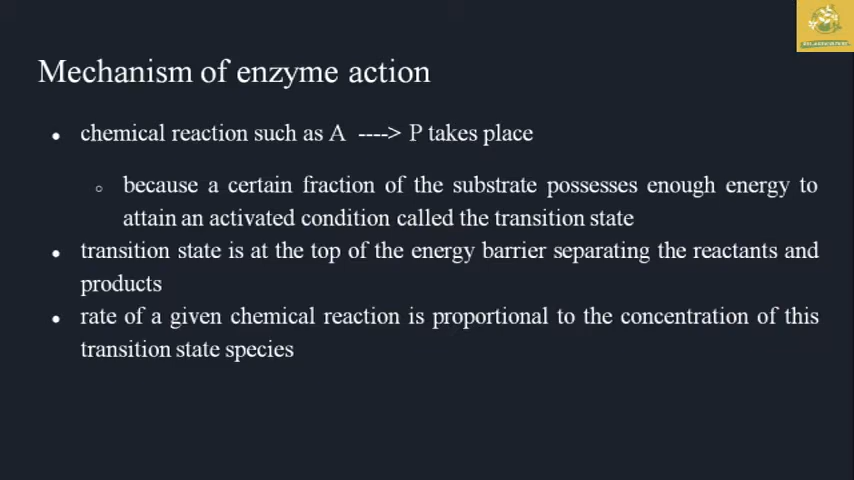 Mechanism of enzyme action
● chemical reaction such as A ----> P takes place
○ because a certain fraction of the substrate possesses enough energy to
attain an activated condition called the transition state
● transition state is at the top of the energy barrier separating the reactants and
products
● rate of a given chemical reaction is proportional to the concentration of this
transition state species